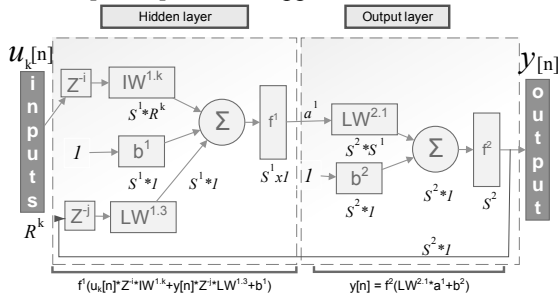 Hidden layer
Output layer
u_k[n]
y[n]
inputs
output
Z^-i
IW^1.k
S^1*R^k
Σ
f^1
a^1
LW^2.1
S^2*S^1
Σ
f^2
1
b^1
S^1*1
S^1*1
S^1x1
1
b^2
S^2*1
S^2*1
S^2
R^k
Z^-j
LW^1.3
S^2*1
f^1(u_k[n]*Z^-i*IW^1.k+y[n]*Z^-j*LW^1.3+b^1)
y[n] = f^2(LW^2.1*a^1+b^2)